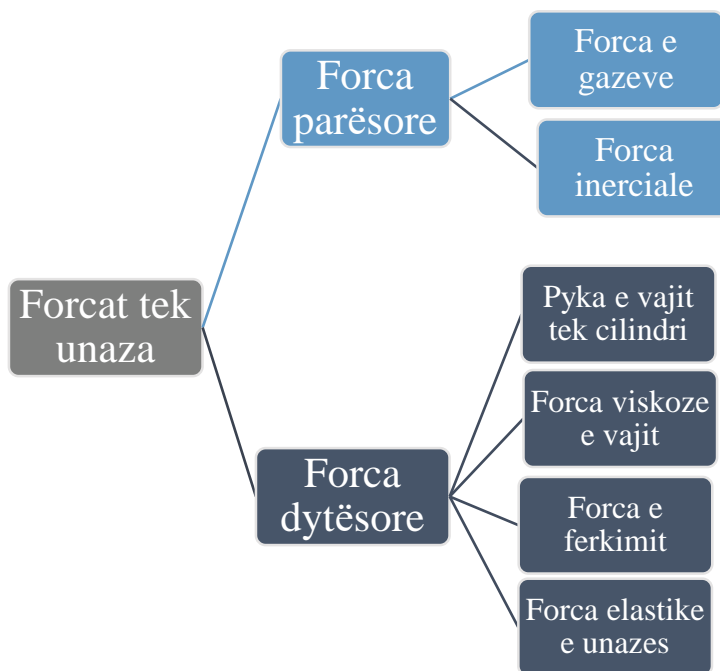 Forcat tek
unaza
Forca
parësore
Forca e
gazeve
Forca
inerciale
Forca
dytësore
Pyka e vajit
tek cilindri
Forca viskoze
e vajit
Forca e
ferkimit
Forca elastike
e unazes